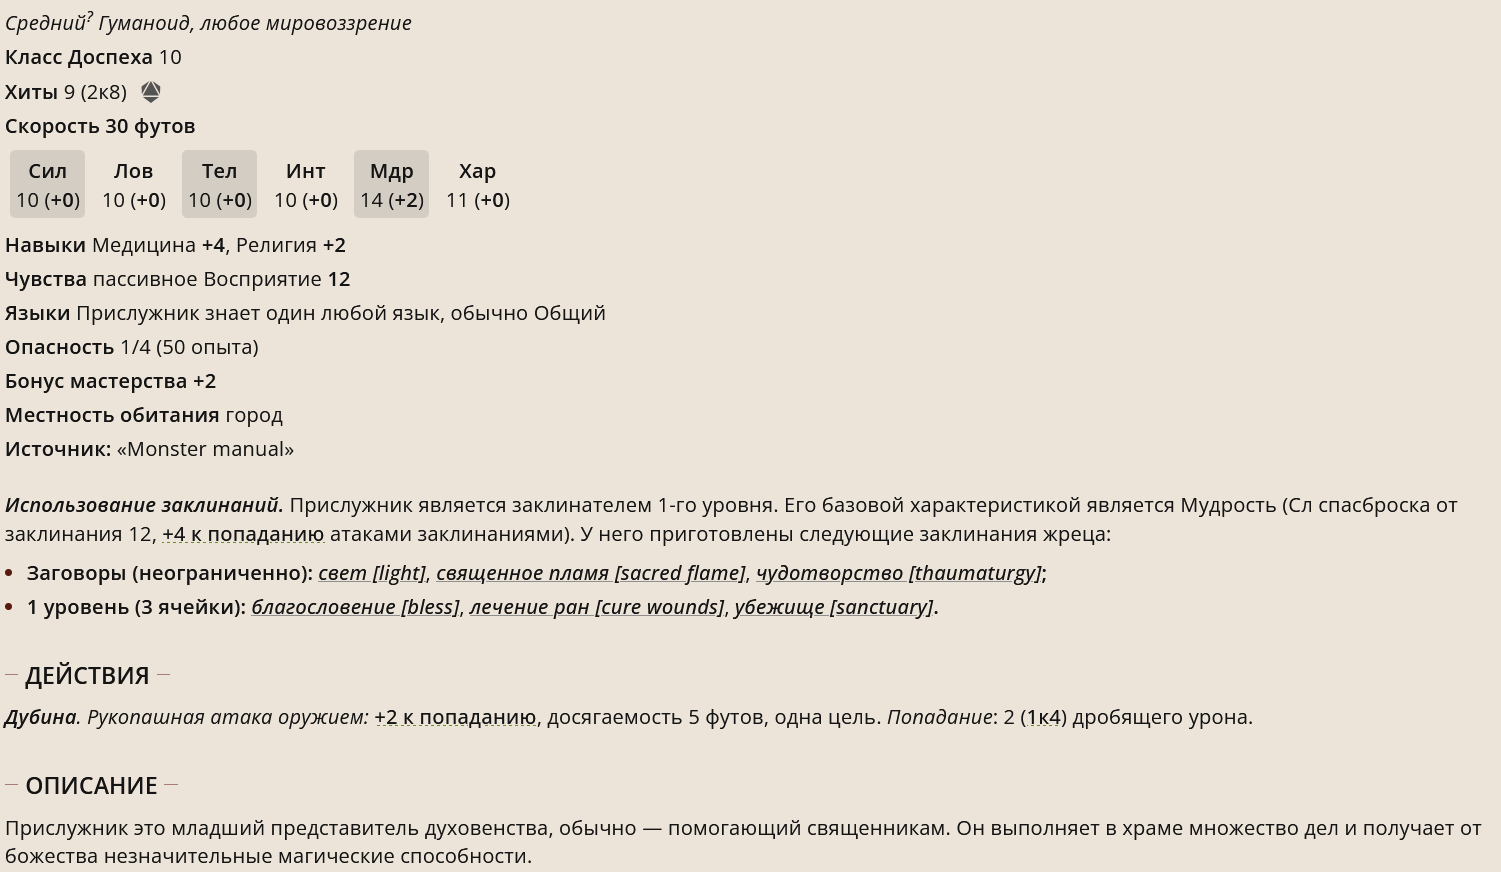 Средний? Гуманоид, любое мировоззрение
Класс Доспеха 10
Хиты 9 (2к8)
Скорость 30 футов
Сил Лов Тел Инт Мдр Хар
10 (+0) 10 (+0) 10 (+0) 10 (+0) 14 (+2) 11 (+0)
Навыки Медицина +4, Религия +2
Чувства пассивное Восприятие 12
Языки Прислужник знает один любой язык, обычно Общий
Опасность 1/4 (50 опыта)
Бонус мастерства +2
Местность обитания город
Источник: «Monster manual»
Использование заклинаний. Прислужник является заклинателем 1-го уровня. Его базовой характеристикой является Мудрость (Сл спасброска от
заклинания 12, +4 к попаданию атаками заклинаниями). У него приготовлены следующие заклинания жреца:
• Заговоры (неограниченно): свет [light], священное пламя [sacred flame], чудотворство [thaumaturgy];
• 1 уровень (3 ячейки): благословение [bless], лечение ран [cure wounds], убежище [sanctuary].
— ДЕЙСТВИЯ —
Дубина. Рукопашная атака оружием: +2 к попаданию, досягаемость 5 футов, одна цель. Попадание: 2 (1к4) дробящего урона.
— ОПИСАНИЕ —
Прислужник это младший представитель духовенства, обычно — помогающий священникам. Он выполняет в храме множество дел и получает от
божества незначительные магические способности.